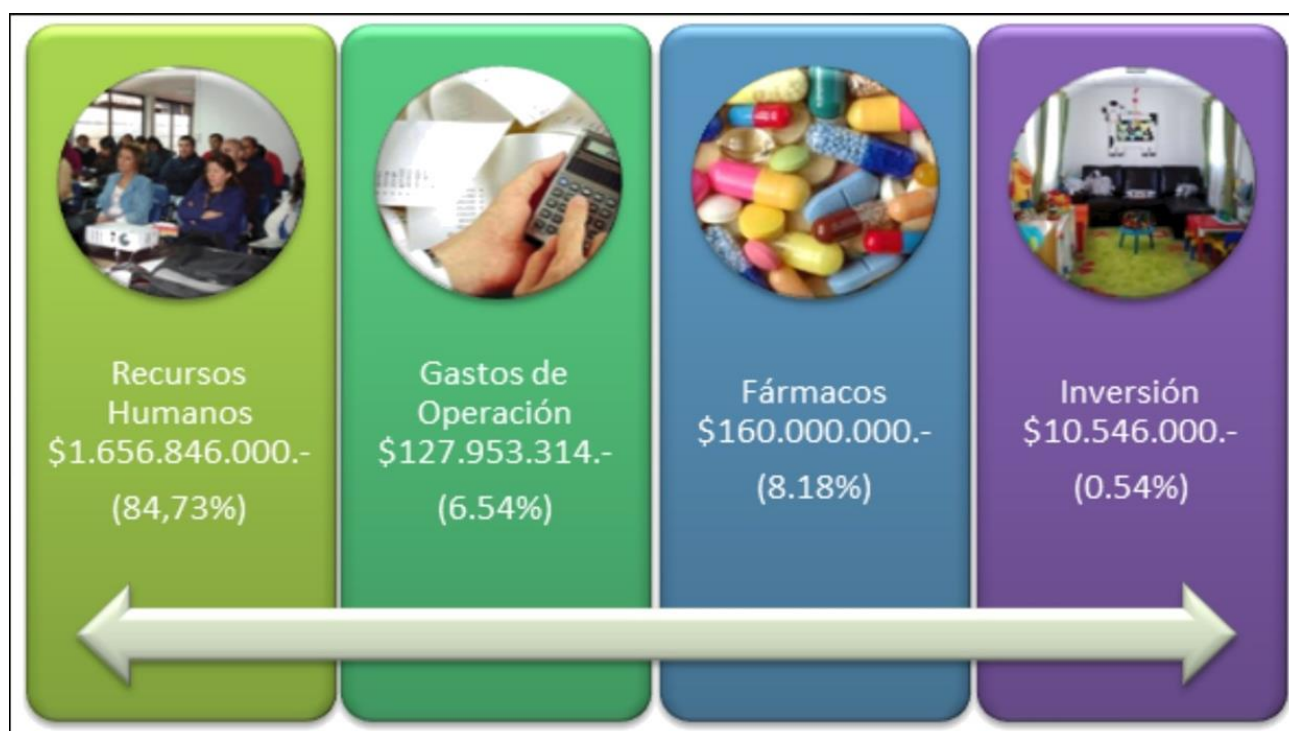 Recursos
Humanos
$1.656.846.000.-
(84,73%)
Gastos de
Operación
$127.953.314.-
(6.54%)
Fármacos
$160.000.000.-
(8.18%)
Inversión
$10.546.000.-
(0.54%)